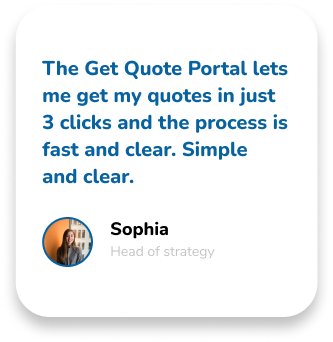 The Get Quote Portal lets
me get my quotes in just
3 clicks and the process is
fast and clear. Simple
and clear.
Sophia
Head of strategy